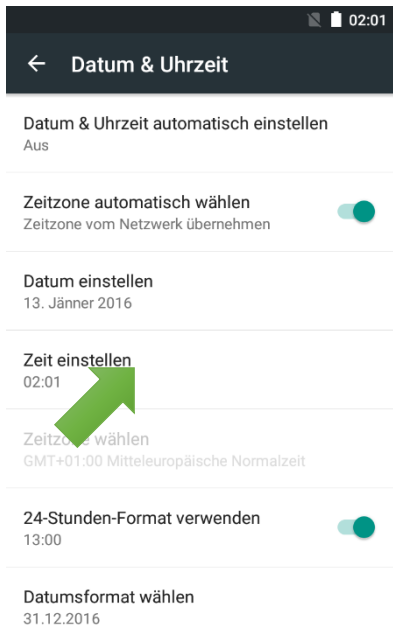 02:01
Datum & Uhrzeit
Datum & Uhrzeit automatisch einstellen
Aus
Zeitzone automatisch wählen
Zeitzone vom Netzwerk übernehmen
Datum einstellen
13. Jänner 2016
Zeit einstellen
02:01
Zeitzone wählen
GMT+01:00 Mitteleuropäische Normalzeit
24-Stunden-Format verwenden
13:00
Datumsformat wählen
31.12.2016